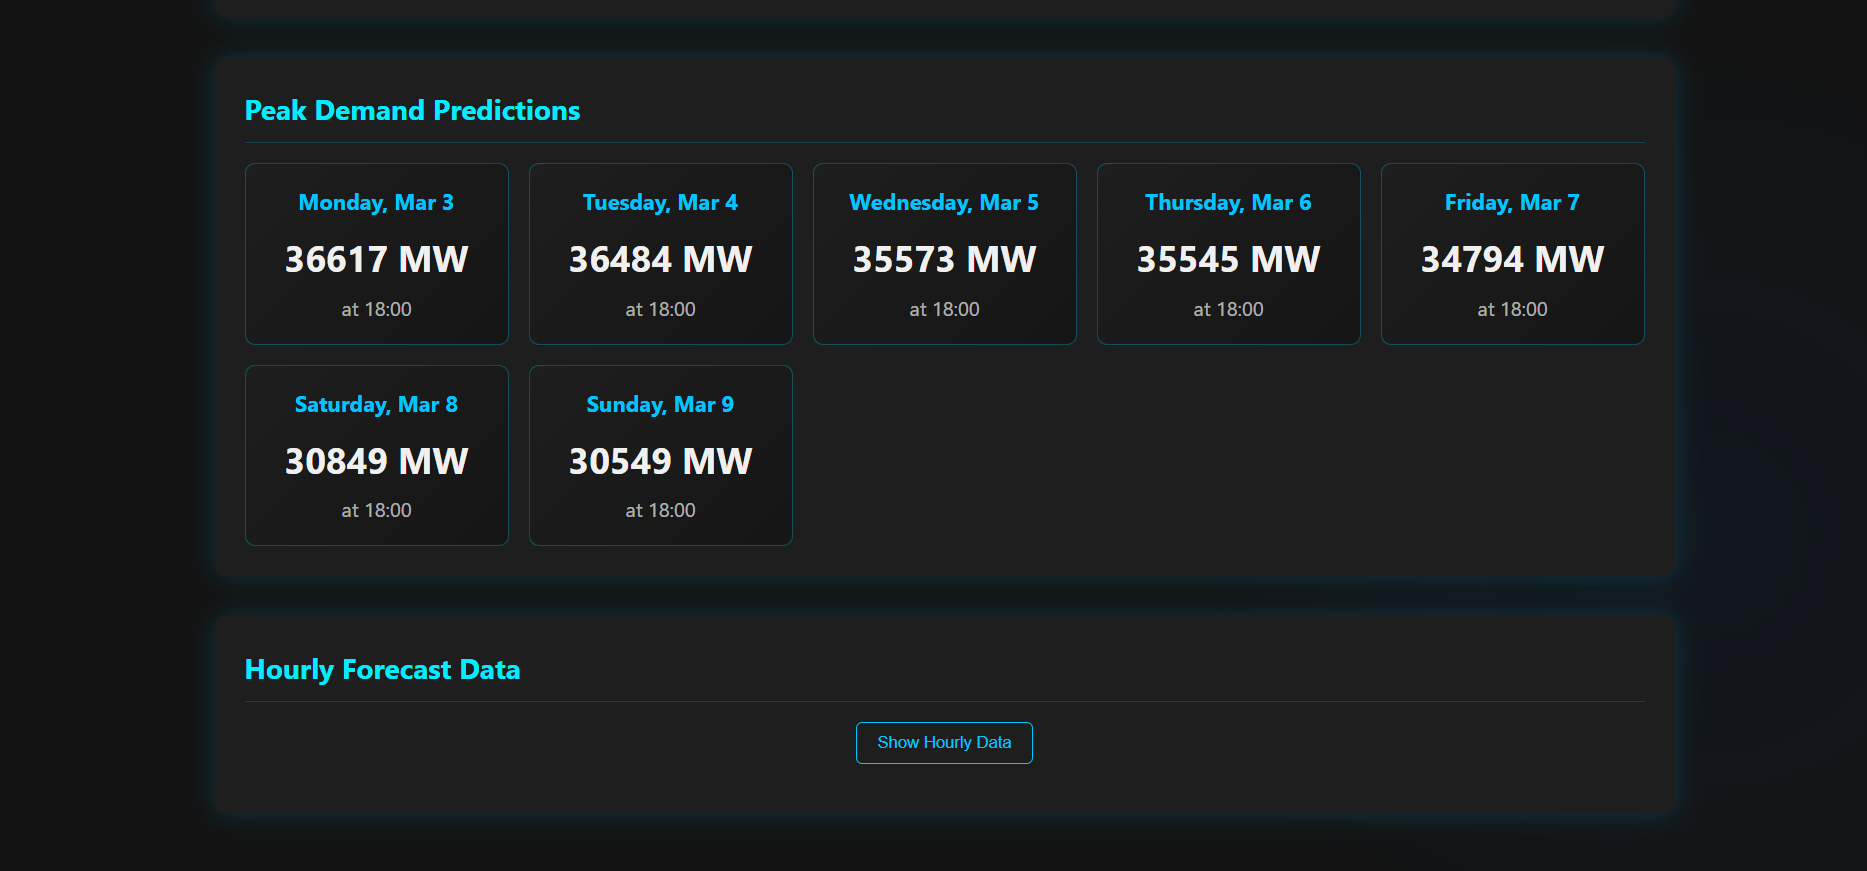 Peak Demand Predictions
Monday, Mar 3
36617 MW
at 18:00
Tuesday, Mar 4
36484 MW
at 18:00
Wednesday, Mar 5
35573 MW
at 18:00
Thursday, Mar 6
35545 MW
at 18:00
Friday, Mar 7
34794 MW
at 18:00
Saturday, Mar 8
30849 MW
at 18:00
Sunday, Mar 9
30549 MW
at 18:00
Hourly Forecast Data
Show Hourly Data